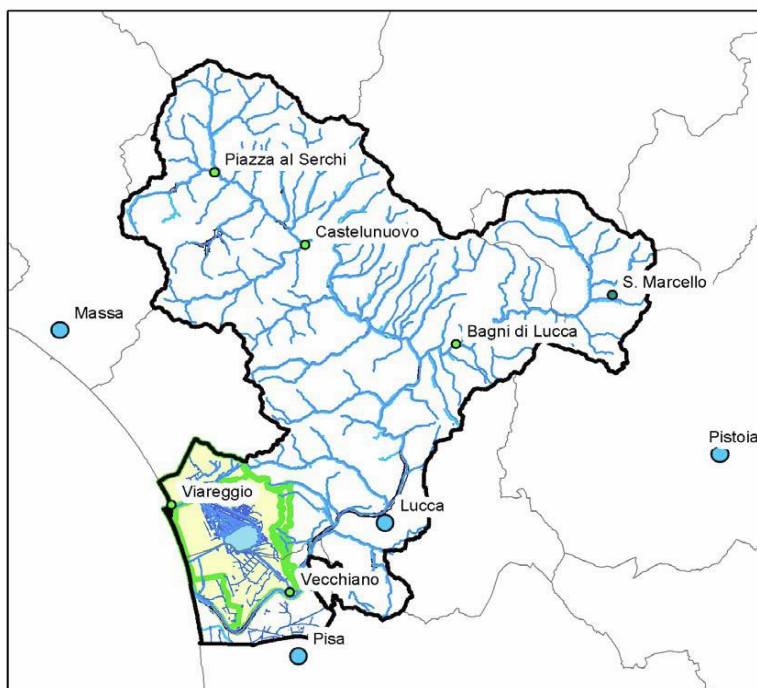 Piazza al Serchi
Castelunuovo
S. Marcello
Massa
Bagni di Lucca
Pistoia
Viareggio
Lucca
Vecchiano
Pisa